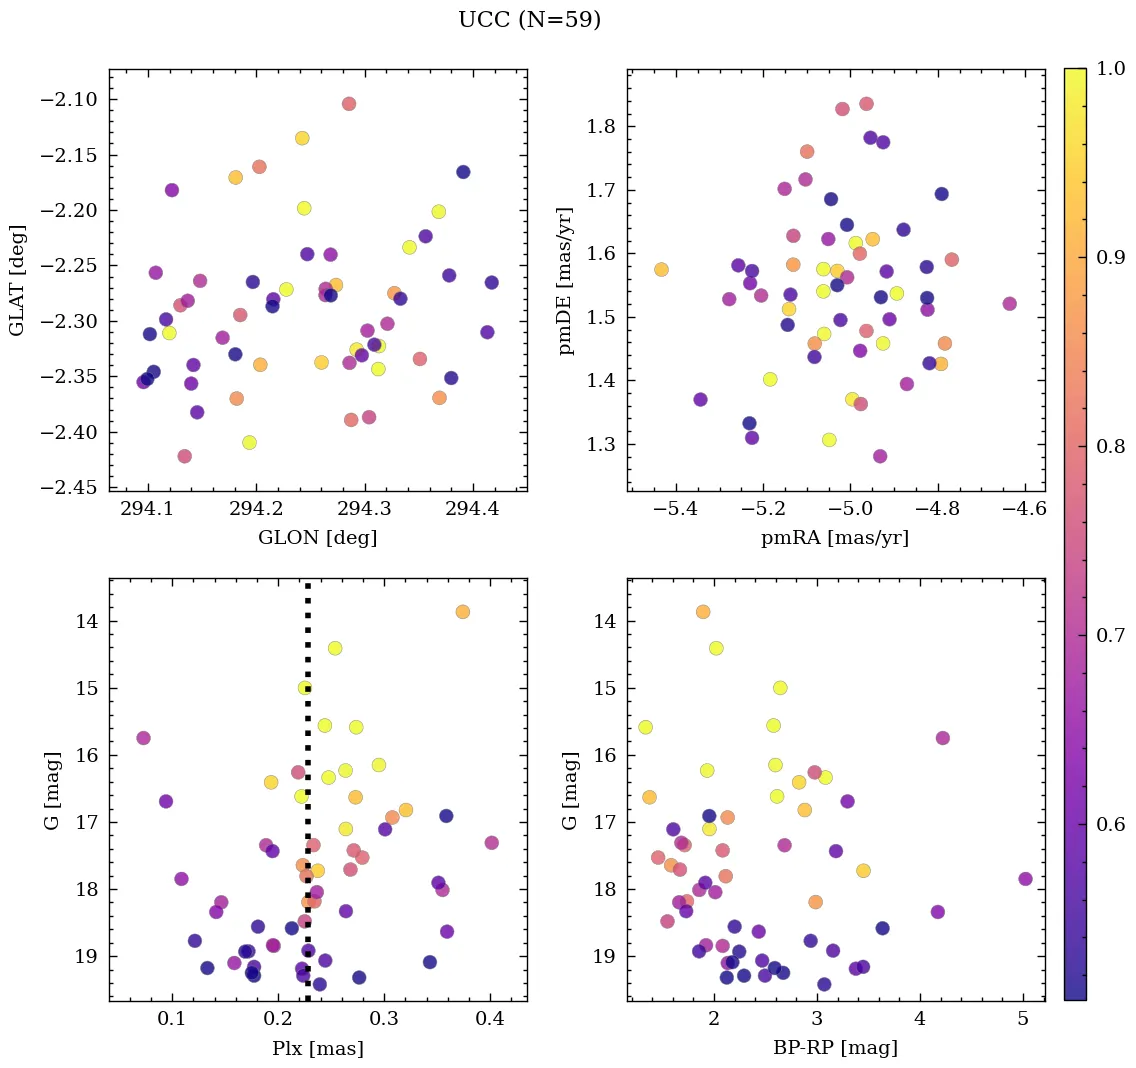 UCC (N=59)
−2.10
−2.15
−2.20
−2.25
−2.30
−2.35
−2.40
−2.45
GLAT [deg]
294.1 294.2 294.3 294.4
GLON [deg]
1.8
1.7
1.6
1.5
1.4
1.3
pmDE [mas/yr]
−5.4 −5.2 −5.0 −4.8 −4.6
pmRA [mas/yr]
1.0
0.9
0.8
0.7
0.6
14
15
16
17
18
19
G [mag]
0.1 0.2 0.3 0.4
Plx [mas]
14
15
16
17
18
19
G [mag]
2 3 4 5
BP-RP [mag]